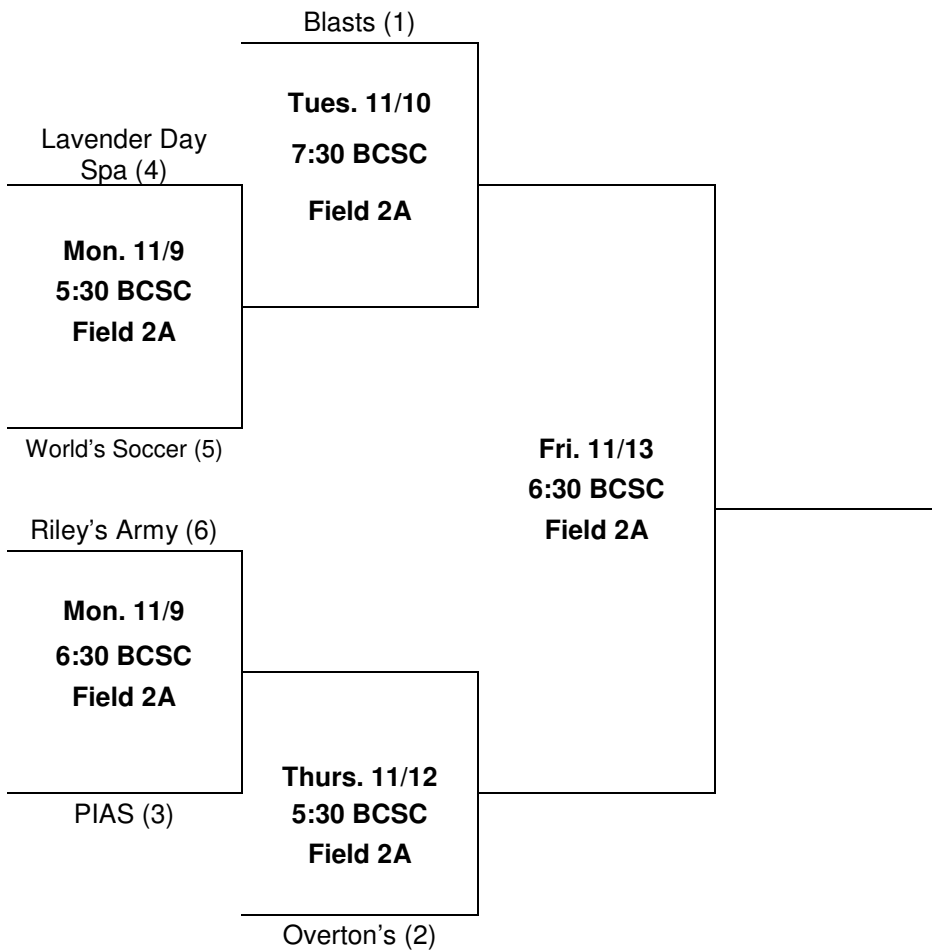 Blasts (1)
Tues. 11/10
7:30 BCSC
Field 2A
Lavender Day
Spa (4)
Mon. 11/9
5:30 BCSC
Field 2A
World's Soccer (5)
Fri. 11/13
6:30 BCSC
Field 2A
Riley's Army (6)
Mon. 11/9
6:30 BCSC
Field 2A
PIAS (3)
Thurs. 11/12
5:30 BCSC
Field 2A
Overton's (2)